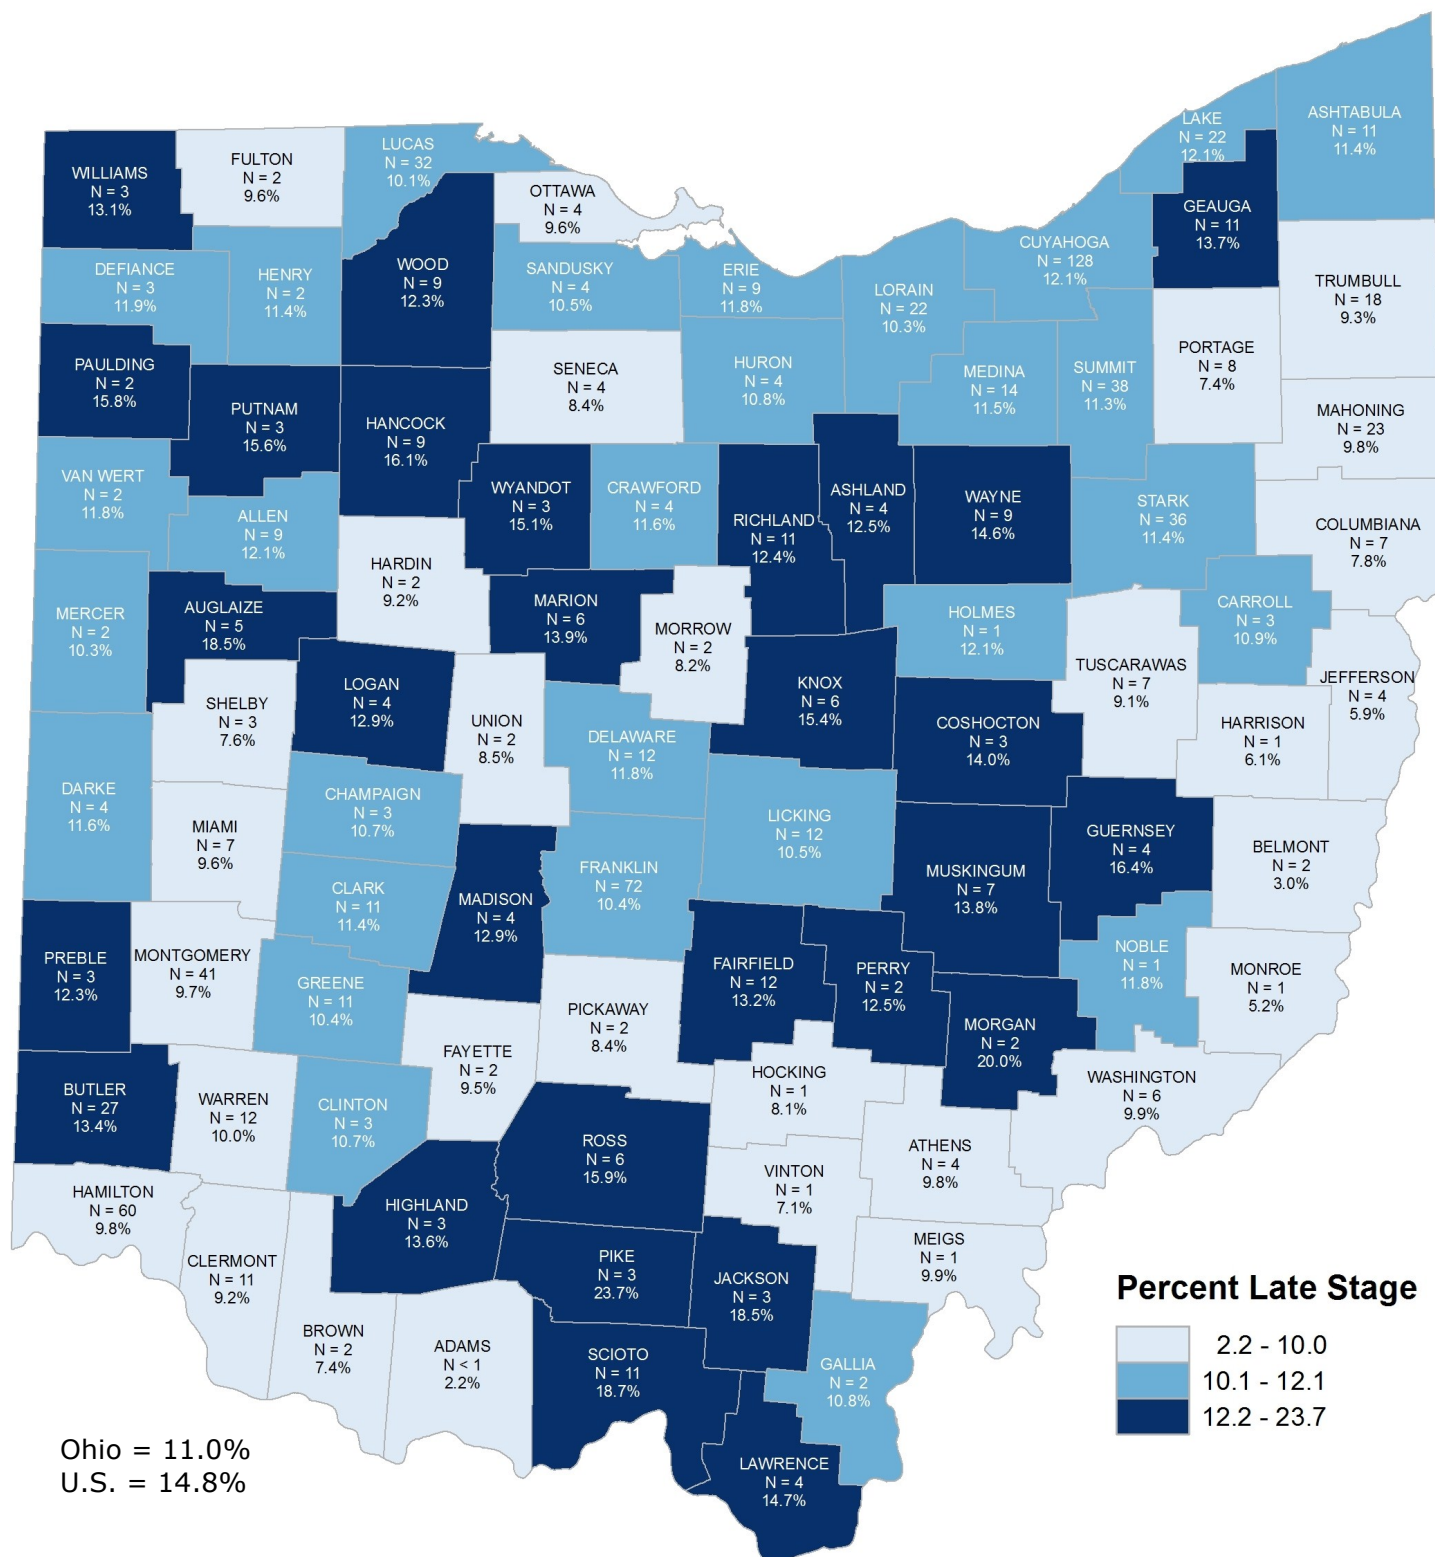 LAKE
N = 22
12.1%
ASHTABULA
N = 11
11.4%
LUCAS
N = 32
10.1%
FULTON
N = 2
9.6%
WILLIAMS
N = 3
13.1%
OTTAWA
N = 4
9.6%
GEAUGA
N = 11
13.7%
CUYAHOGA
N = 128
12.1%
DEFIANCE
N = 3
11.9%
HENRY
N = 2
11.4%
WOOD
N = 9
12.3%
SANDUSKY
N = 4
10.5%
ERIE
N = 9
11.8%
LORAIN
N = 22
10.3%
TRUMBULL
N = 18
9.3%
PAULDING
N = 2
15.8%
SENECA
N = 4
8.4%
HURON
N = 4
10.8%
MEDINA
N = 14
11.5%
SUMMIT
N = 38
11.3%
PORTAGE
N = 8
7.4%
PUTNAM
N = 3
15.6%
HANCOCK
N = 9
16.1%
MAHONING
N = 23
9.8%
VAN WERT
N = 2
11.8%
WYANDOT
N = 3
15.1%
CRAWFORD
N = 4
11.6%
ASHLAND
N = 4
12.5%
WAYNE
N = 9
14.6%
STARK
N = 36
11.4%
ALLEN
N = 9
12.1%
RICHLAND
N = 11
12.4%
COLUMBIANA
N = 7
7.8%
HARDIN
N = 2
9.2%
MERCER
N = 2
10.3%
AUGLAIZE
N = 5
18.5%
MARION
N = 6
13.9%
MORROW
N = 2
8.2%
HOLMES
N = 1
12.1%
CARROLL
N = 3
10.9%
TUSCARAWAS
N = 7
9.1%
JEFFERSON
N = 4
5.9%
LOGAN
N = 4
12.9%
KNOX
N = 6
15.4%
SHELBY
N = 3
7.6%
UNION
N = 2
8.5%
COSHOCTON
N = 3
14.0%
HARRISON
N = 1
6.1%
DELAWARE
N = 12
11.8%
DARKE
N = 4
11.6%
CHAMPAIGN
N = 3
10.7%
MIAMI
N = 7
9.6%
LICKING
N = 12
10.5%
GUERNSEY
N = 4
16.4%
BELMONT
N = 2
3.0%
FRANKLIN
N = 72
10.4%
MUSKINGUM
N = 7
13.8%
CLARK
N = 11
11.4%
MADISON
N = 4
12.9%
PREBLE
N = 3
12.3%
MONTGOMERY
N = 41
9.7%
FAIRFIELD
N = 12
13.2%
PERRY
N = 2
12.5%
NOBLE
N = 1
11.8%
MONROE
N = 1
5.2%
GREENE
N = 11
10.4%
PICKAWAY
N = 2
8.4%
MORGAN
N = 2
20.0%
FAYETTE
N = 2
9.5%
HOCKING
N = 1
8.1%
WASHINGTON
N = 6
9.9%
BUTLER
N = 27
13.4%
WARREN
N = 12
10.0%
CLINTON
N = 3
10.7%
ROSS
N = 6
15.9%
ATHENS
N = 4
9.8%
VINTON
N = 1
7.1%
HAMILTON
N = 60
9.8%
HIGHLAND
N = 3
13.6%
MEIGS
N = 1
9.9%
CLERMONT
N = 11
9.2%
PIKE
N = 3
23.7%
JACKSON
N = 3
18.5%
BROWN
N = 2
7.4%
ADAMS
N < 1
2.2%
SCIOTO
N = 11
18.7%
GALLIA
N = 2
10.8%
LAWRENCE
N = 4
14.7%
Percent Late Stage
2.2 - 10.0
10.1 - 12.1
12.2 - 23.7
Ohio = 11.0%
U.S. = 14.8%